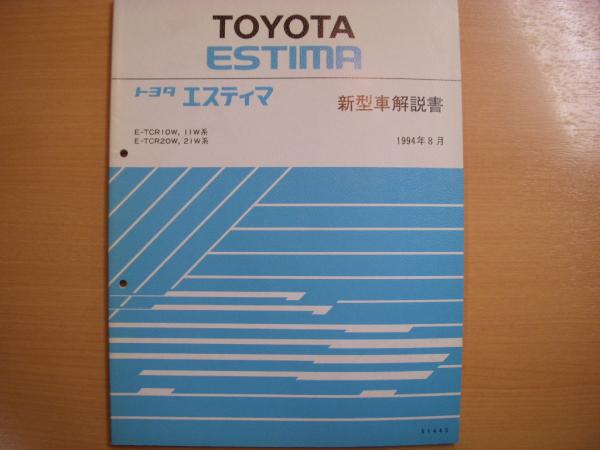 TOYOTA
ESTIMA
トヨタ エスティマ
新型車解説書
E-TCR10W, 11W系
E-TCR20W, 21W系
1994年8月